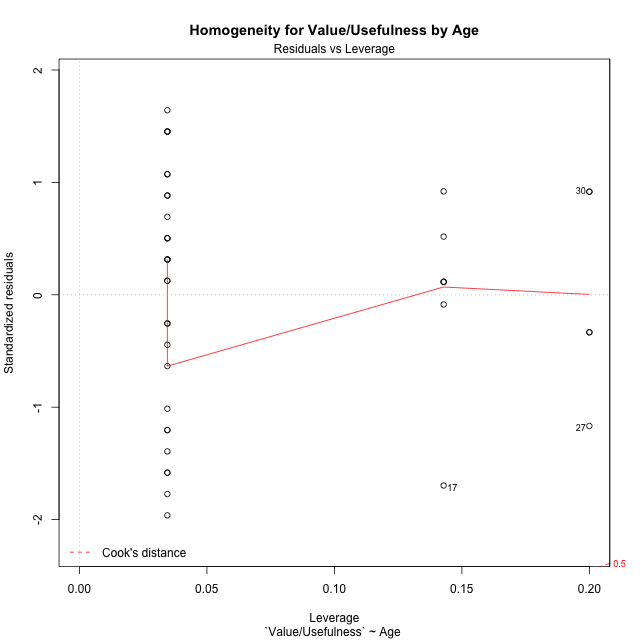 Homogeneity for Value/Usefulness by Age
Residuals vs Leverage
2
1
0
-1
-2
Standardized residuals
30
27
17
Cook's distance
0.5
0.00 0.05 0.10 0.15 0.20
Leverage
`Value/Usefulness` ~ Age